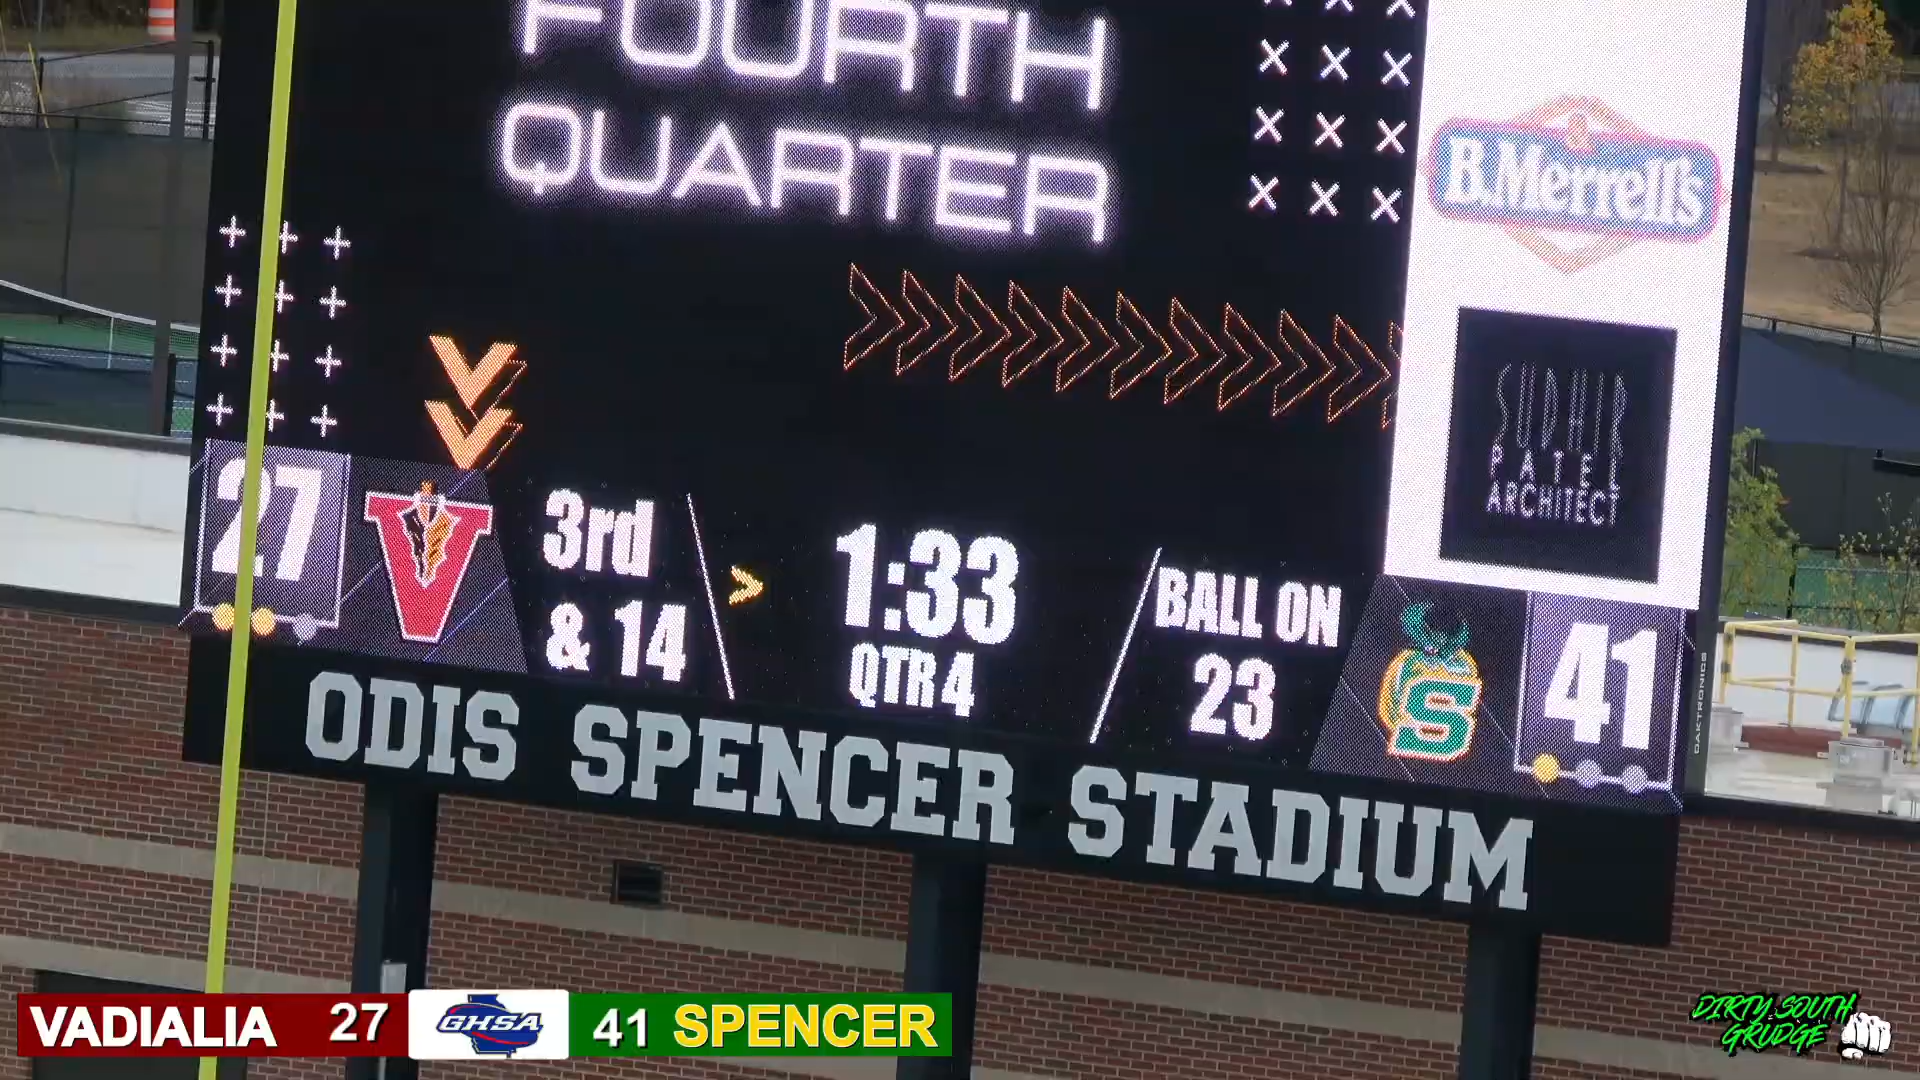 FOURTH
QUARTER
& B.Merrell's
SUDHIR
PATEL
ARCHITECT
27
V
3rd
& 14
>
1:33
QTR 4
BALL ON
23
S
41
DAKTRONICS
ODIS SPENCER STADIUM
VADIALIA 27 GHSA 41 SPENCER
DIRTY SOUTH
GRUDGE